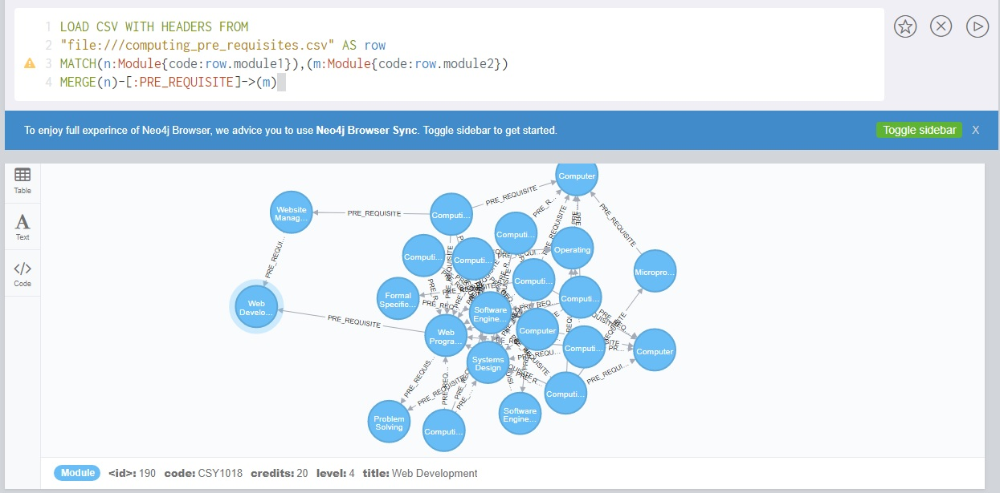 1 LOAD CSV WITH HEADERS FROM
2 "file:///computing_pre_requisites.csv" AS row
3 MATCH(n:Module{code:row.module1}),(m:Module{code:row.module2})
4 MERGE(n)-[:PRE_REQUISITE]->(m)
To enjoy full experince of Neo4j Browser, we advice you to use Neo4j Browser Sync. Toggle sidebar to get started.
Toggle sidebar X
Table
A
Text
</>
Code
Computer
PRE_REQUISITE
PRE_R...
Website
Manag...
PRE_REQUISITE
Computi...
PRE_REQUISITE
PRE_REQUISITE
Computi...
PRE_REQUI...
Computi...
Computi...
Operating
Computi...
Micropro...
Formal
Specific...
Computi...
Web
Develo...
PRE_REQUISITE
Software
Engine...
Web
Progra...
Computer
Computi...
Computer
Systems
Design
PRE_REQUI...
PRE_REQUIS...
PRE_REQUISITE
Computi...
Problem
Solving
Computi...
Software
Engine...
Module <id>: 190 code: CSY1018 credits: 20 level: 4 title: Web Development